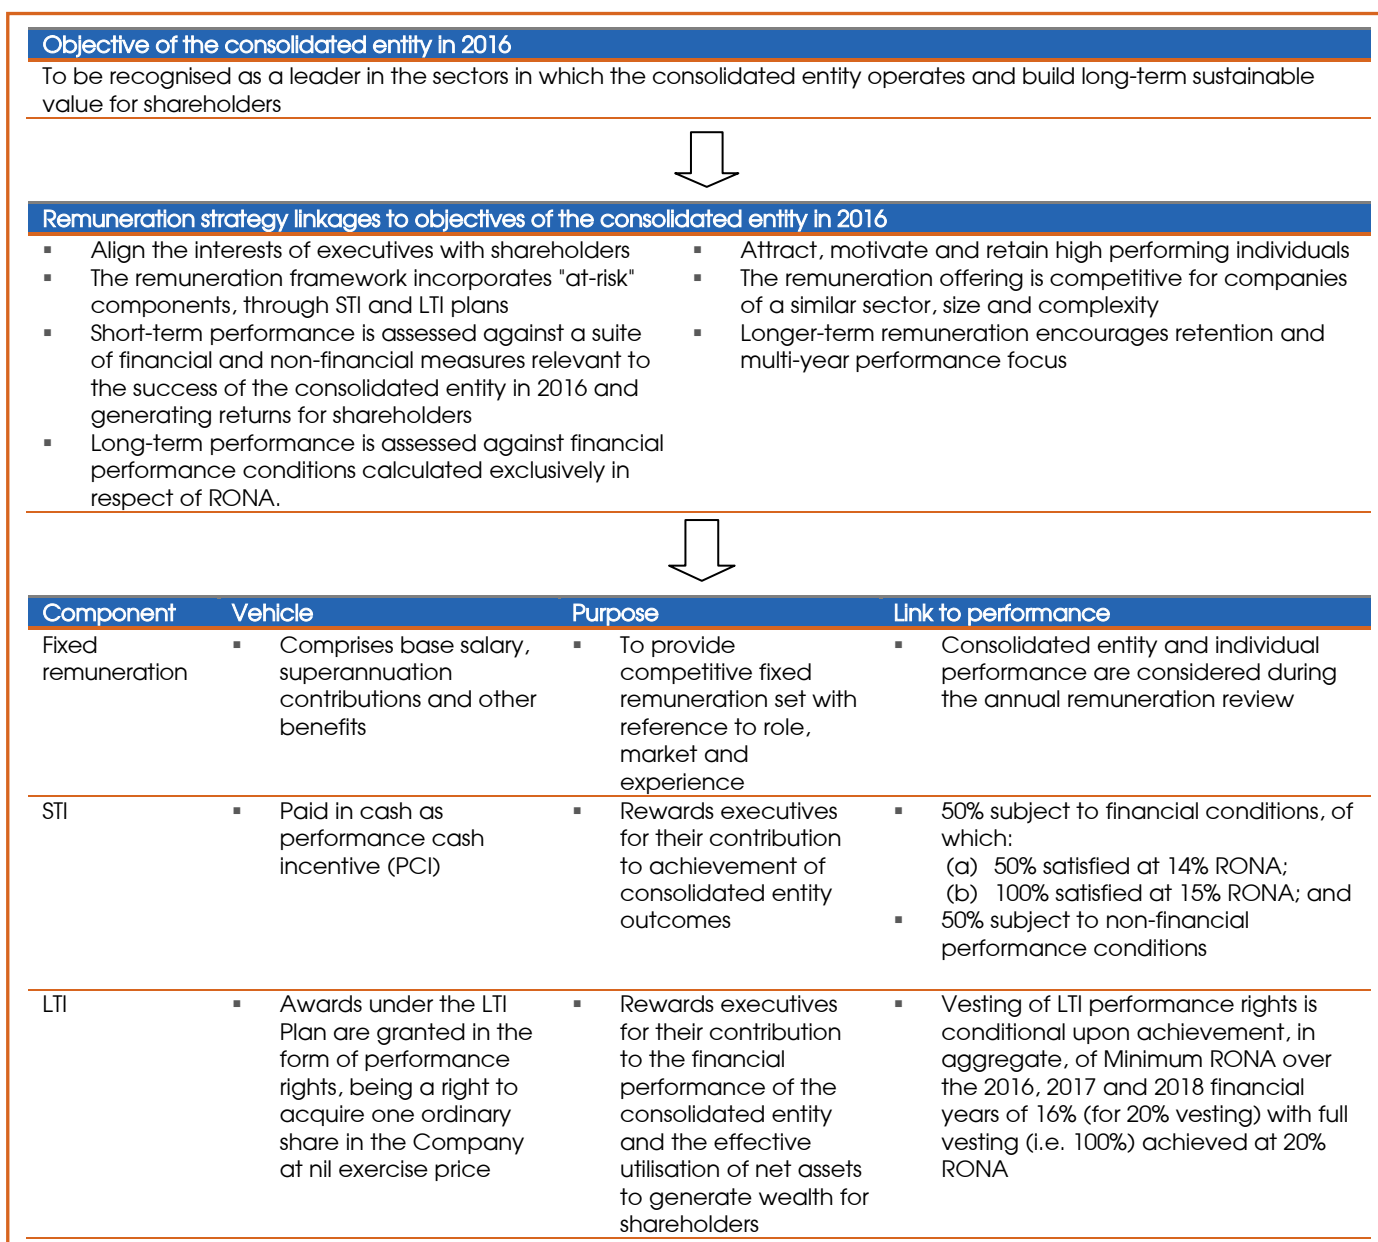 Objective of the consolidated entity in 2016
To be recognised as a leader in the sectors in which the consolidated entity operates and build long-term sustainable
value for shareholders
Remuneration strategy linkages to objectives of the consolidated entity in 2016
▪ Align the interests of executives with shareholders
▪ The remuneration framework incorporates "at-risk"
components, through STI and LTI plans
▪ Short-term performance is assessed against a suite
of financial and non-financial measures relevant to
the success of the consolidated entity in 2016 and
generating returns for shareholders
▪ Long-term performance is assessed against financial
performance conditions calculated exclusively in
respect of RONA.
▪ Attract, motivate and retain high performing individuals
▪ The remuneration offering is competitive for companies
of a similar sector, size and complexity
▪ Longer-term remuneration encourages retention and
multi-year performance focus
Component Vehicle Purpose Link to performance
Fixed
remuneration
▪ Comprises base salary,
superannuation
contributions and other
benefits
▪ To provide
competitive fixed
remuneration set with
reference to role,
market and
experience
▪ Consolidated entity and individual
performance are considered during
the annual remuneration review
STI
▪ Paid in cash as
performance cash
incentive (PCI)
▪ Rewards executives
for their contribution
to achievement of
consolidated entity
outcomes
▪ 50% subject to financial conditions, of
which:
(a) 50% satisfied at 14% RONA;
(b) 100% satisfied at 15% RONA; and
▪ 50% subject to non-financial
performance conditions
LTI
▪ Awards under the LTI
Plan are granted in the
form of performance
rights, being a right to
acquire one ordinary
share in the Company
at nil exercise price
▪ Rewards executives
for their contribution
to the financial
performance of the
consolidated entity
and the effective
utilisation of net assets
to generate wealth for
shareholders
▪ Vesting of LTI performance rights is
conditional upon achievement, in
aggregate, of Minimum RONA over
the 2016, 2017 and 2018 financial
years of 16% (for 20% vesting) with full
vesting (i.e. 100%) achieved at 20%
RONA